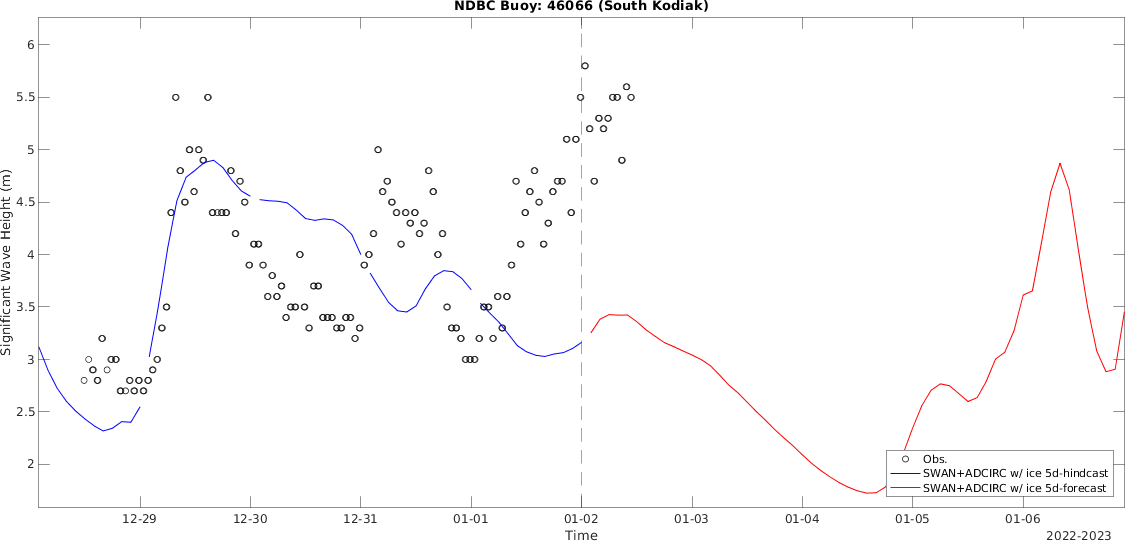 NDBC Buoy: 46066 (South Kodiak)
Significant Wave Height (m)
6
5.5
5
4.5
4
3.5
3
2.5
2
Obs.
SWAN+ADCIRC w/ ice 5d-hindcast
SWAN+ADCIRC w/ ice 5d-forecast
12-29 12-30 12-31 01-01 01-02 01-03 01-04 01-05 01-06
Time
2022-2023